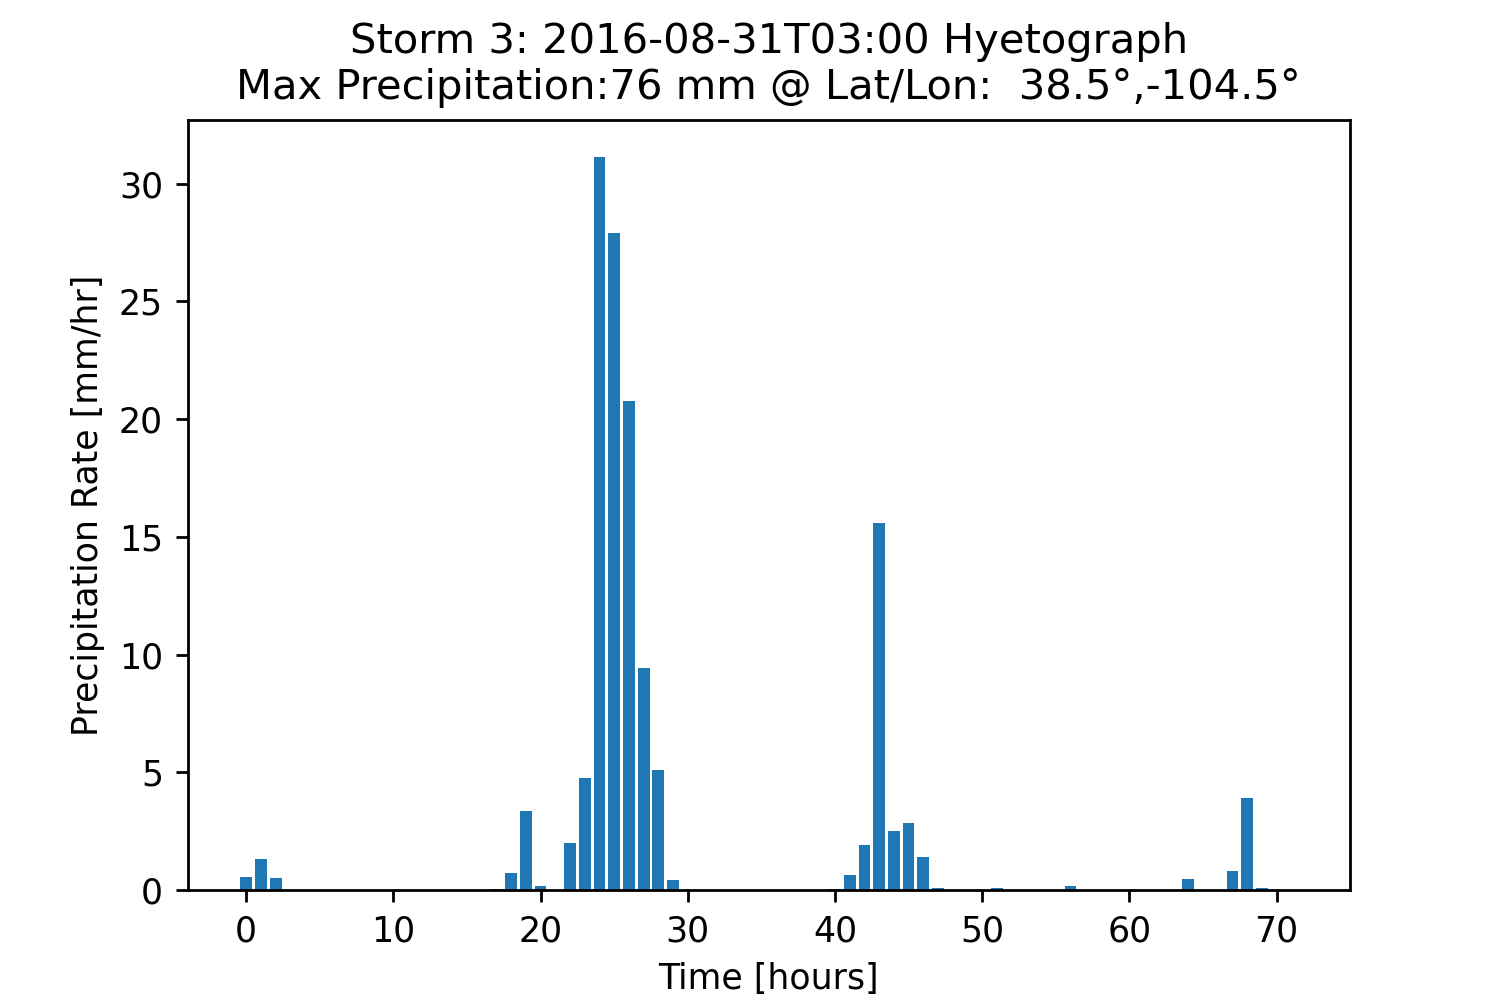 Storm 3: 2016-08-31T03:00 Hyetograph
Max Precipitation:76 mm @ Lat/Lon:  38.5°,-104.5°
Precipitation Rate [mm/hr]
30
25
20
15
10
5
0
0 10 20 30 40 50 60 70
Time [hours]